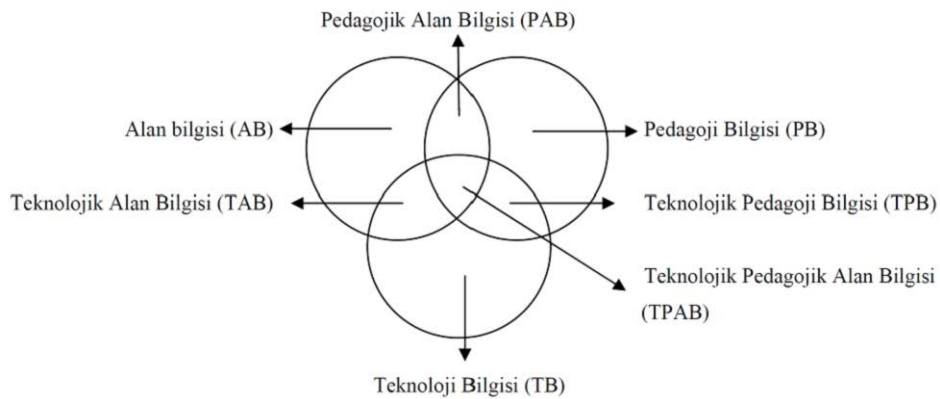 Pedagojik Alan Bilgisi (PAB)
Alan bilgisi (AB)
Pedagoji Bilgisi (PB)
Teknolojik Alan Bilgisi (TAB)
Teknolojik Pedagoji Bilgisi (TPB)
Teknolojik Pedagojik Alan Bilgisi
(TPAB)
Teknoloji Bilgisi (TB)